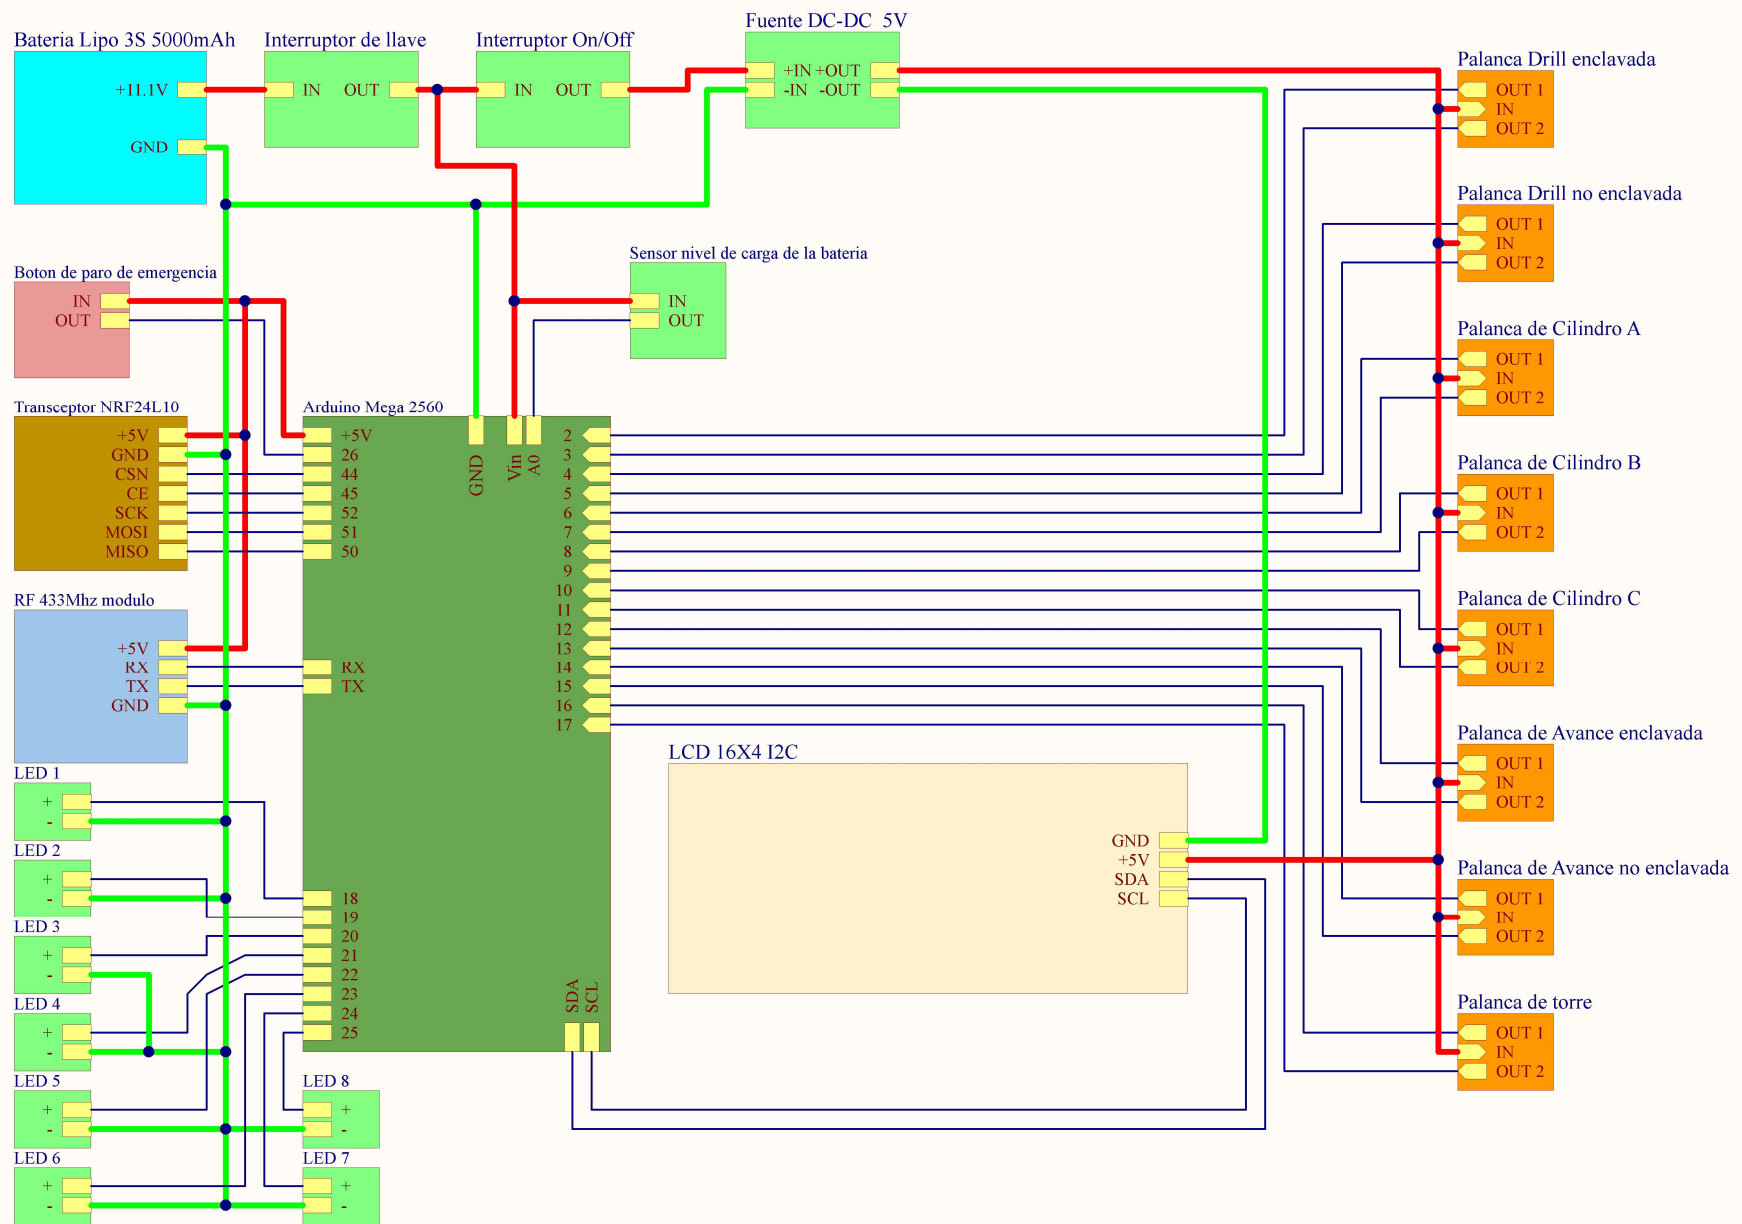 Bateria Lipo 3S 5000mAh
+11.1V
GND
Interruptor de llave
IN OUT
Interruptor On/Off
IN OUT
Fuente DC-DC 5V
+IN +OUT
-IN -OUT
Boton de paro de emergencia
IN
OUT
Sensor nivel de carga de la bateria
IN
OUT
Transceptor NRF24L10
+5V
GND
CSN
CE
SCK
MOSI
MISO
RF 433Mhz modulo
+5V
RX
TX
GND
LED 1
+
-
LED 2
+
-
LED 3
+
-
LED 4
+
-
LED 5
+
-
LED 6
+
-
Arduino Mega 2560
+5V
26
44
45
52
51
50
RX
TX
18
19
20
21
22
23
24
25
GND
Vin
A0
2
3
4
5
6
7
8
9
10
11
12
13
14
15
16
17
SDA
SCL
LED 8
+
-
LED 7
+
-
LCD 16X4 I2C
GND
+5V
SDA
SCL
Palanca Drill enclavada
OUT 1
IN
OUT 2
Palanca Drill no enclavada
OUT 1
IN
OUT 2
Palanca de Cilindro A
OUT 1
IN
OUT 2
Palanca de Cilindro B
OUT 1
IN
OUT 2
Palanca de Cilindro C
OUT 1
IN
OUT 2
Palanca de Avance enclavada
OUT 1
IN
OUT 2
Palanca de Avance no enclavada
OUT 1
IN
OUT 2
Palanca de torre
OUT 1
IN
OUT 2